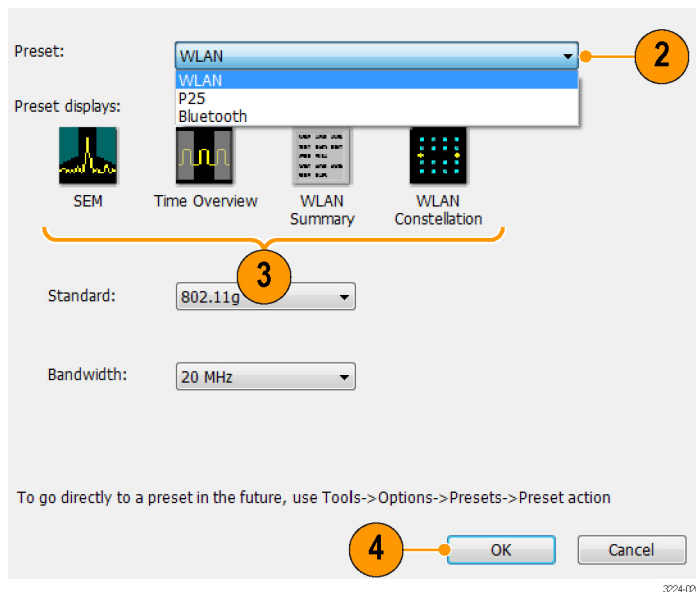 Preset:
WLAN
2
WLAN
P25
Bluetooth
Preset displays:
SEM
Time Overview
WLAN
Summary
WLAN
Constellation
3
Standard:
802.11g
Bandwidth:
20 MHz
To go directly to a preset in the future, use Tools->Options->Presets->Preset action
4
OK
Cancel